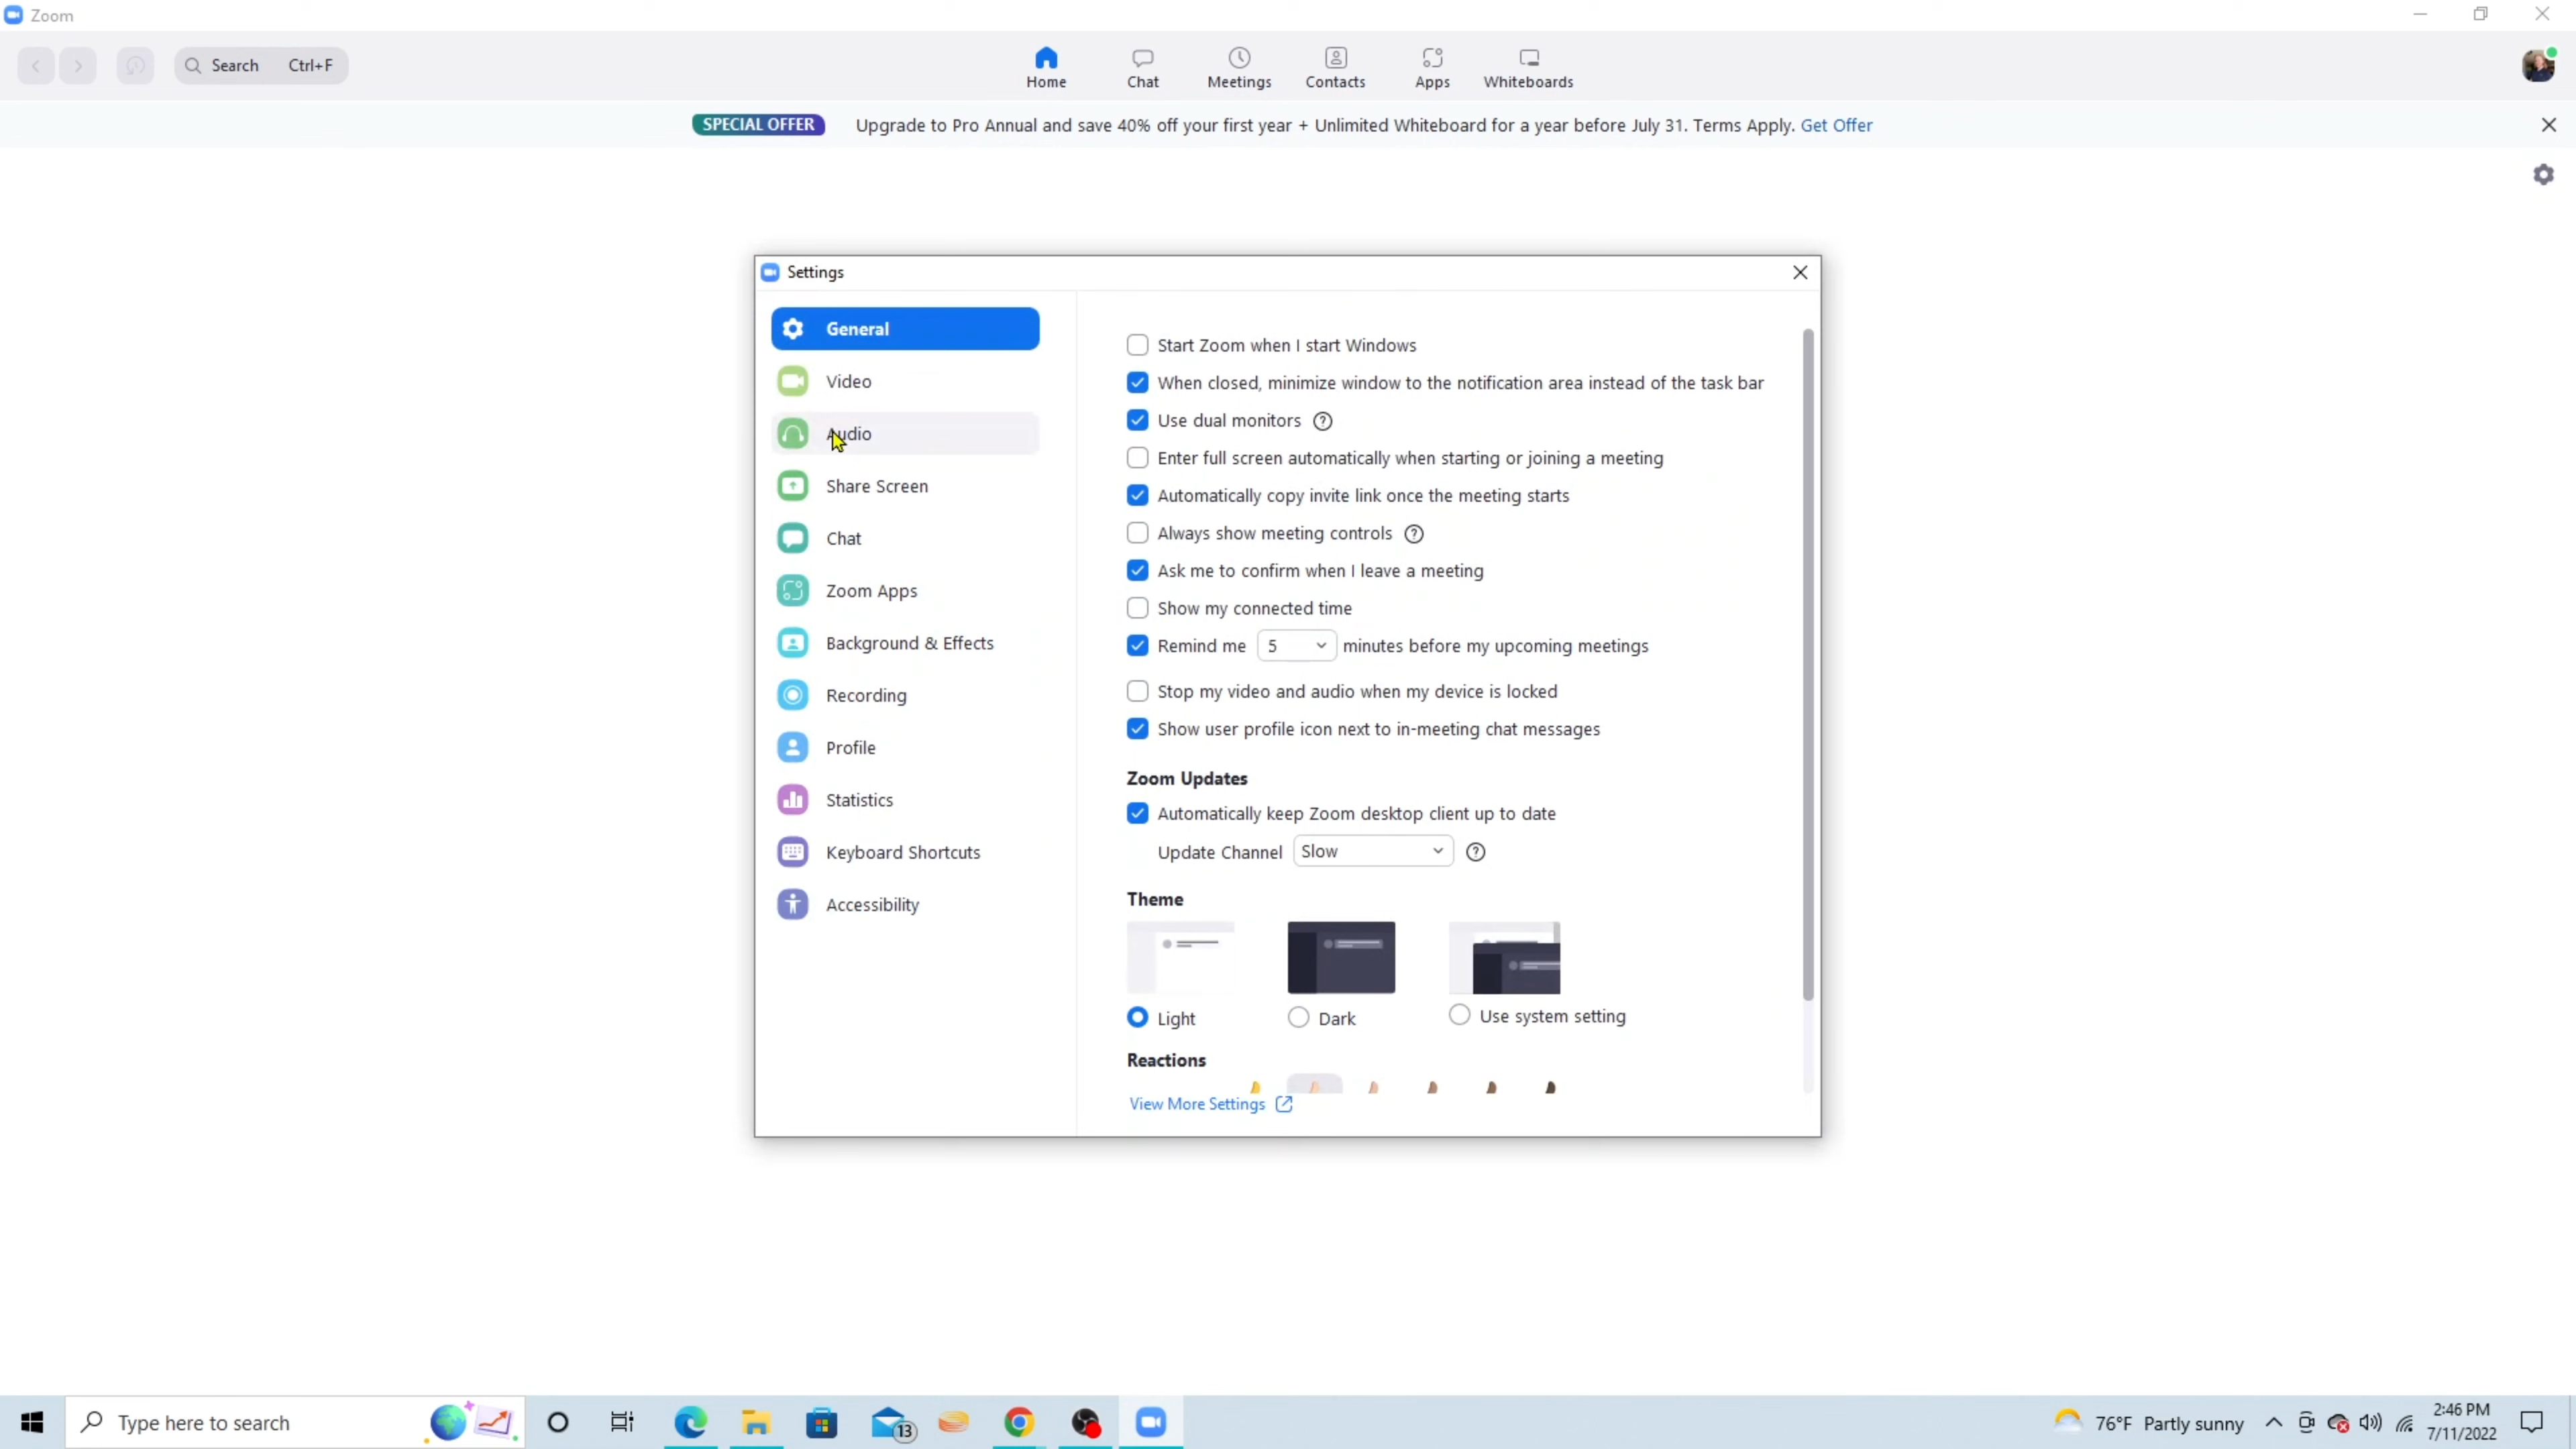 Zoom
Search Ctrl+F
Home
Chat
Meetings
Contacts
Apps
Whiteboards
SPECIAL OFFER Upgrade to Pro Annual and save 40% off your first year + Unlimited Whiteboard for a year before July 31. Terms Apply. Get Offer
Settings
General
Video
Audio
Share Screen
Chat
Zoom Apps
Background & Effects
Recording
Profile
Statistics
Keyboard Shortcuts
Accessibility
Start Zoom when I start Windows
When closed, minimize window to the notification area instead of the task bar
Use dual monitors ?
Enter full screen automatically when starting or joining a meeting
Automatically copy invite link once the meeting starts
Always show meeting controls ?
Ask me to confirm when I leave a meeting
Show my connected time
Remind me 5 minutes before my upcoming meetings
Stop my video and audio when my device is locked
Show user profile icon next to in-meeting chat messages
Zoom Updates
Automatically keep Zoom desktop client up to date
Update Channel Slow ?
Theme
Light
Dark
Use system setting
Reactions
View More Settings
Type here to search
13
76°F Partly sunny
2:46 PM
7/11/2022